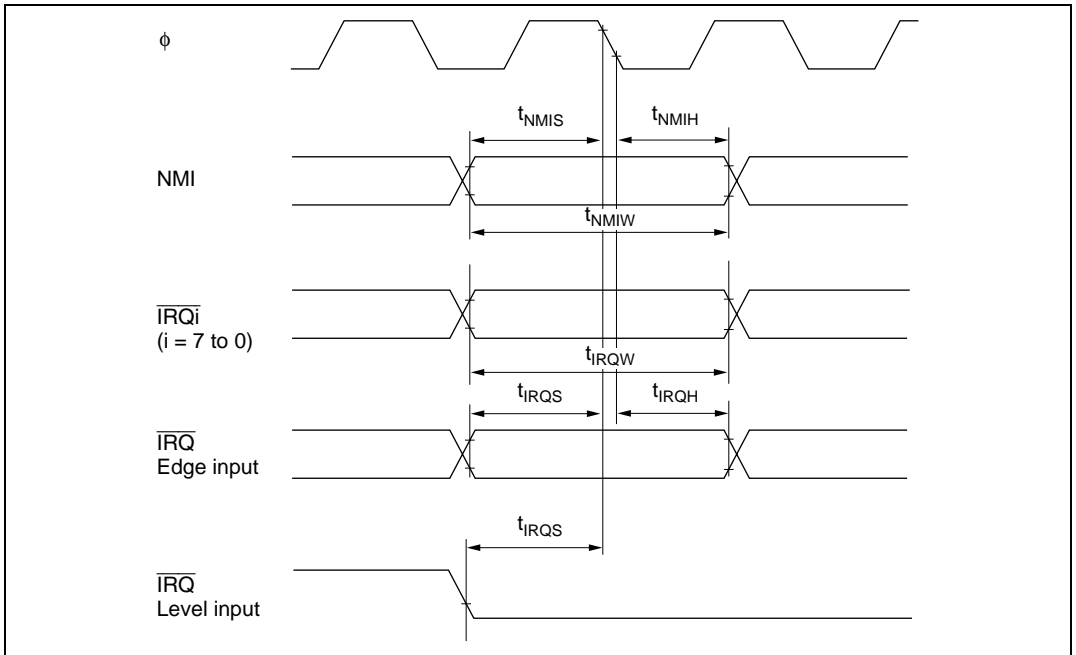 ϕ
tNMIS
tNMIH
NMI
tNMIW
IRQi
(i = 7 to 0)
tIRQW
tIRQS
tIRQH
IRQ
Edge input
tIRQS
IRQ
Level input